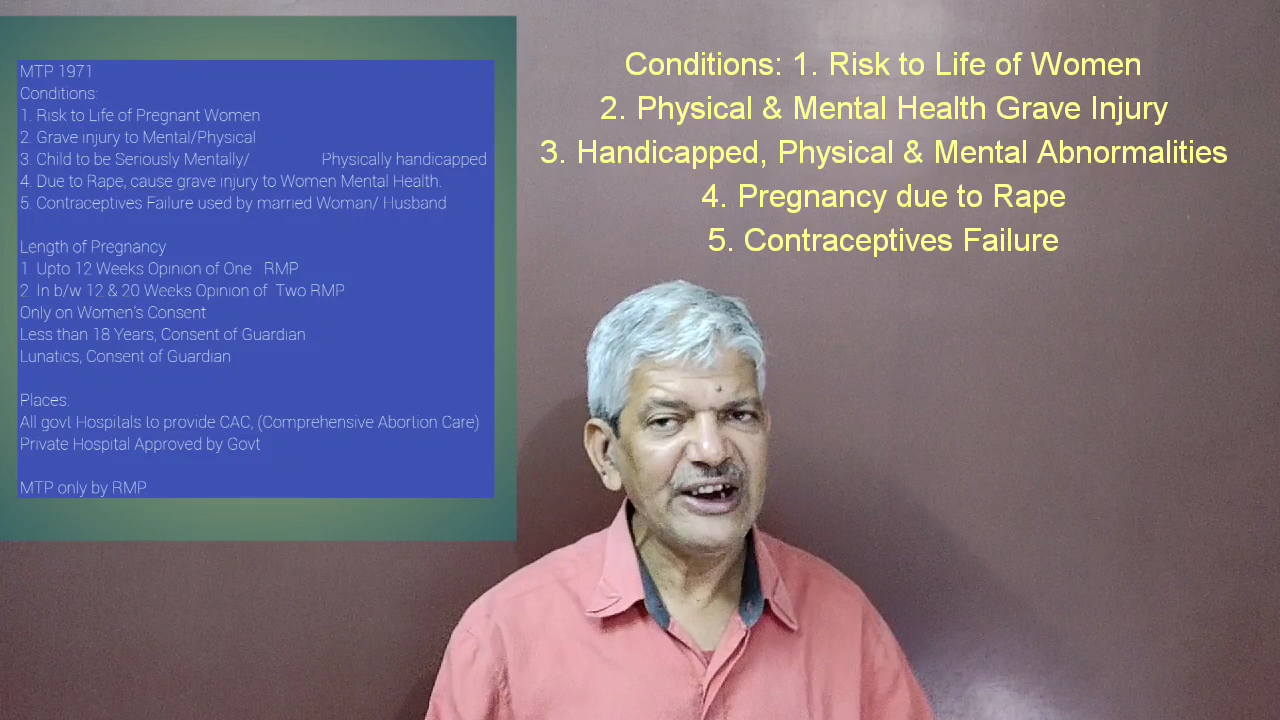 MTP 1971
Conditions:
1. Risk to Life of Pregnant Women
2. Grave injury to Mental/Physical
3. Child to be Seriously Mentally/ Physically handicapped
4. Due to Rape, cause grave injury to Women Mental Health.
5. Contraceptives Failure used by married Woman/ Husband
Length of Pregnancy
1. Upto 12 Weeks Opinion of One RMP
2. In b/w 12 & 20 Weeks Opinion of Two RMP
Only on Women's Consent
Less than 18 Years, Consent of Guardian
Lunatics, Consent of Guardian
Places:
All govt Hospitals to provide CAC, (Comprehensive Abortion Care)
Private Hospital Approved by Govt
MTP only by RMP
Conditions: 1. Risk to Life of Women
2. Physical & Mental Health Grave Injury
3. Handicapped, Physical & Mental Abnormalities
4. Pregnancy due to Rape
5. Contraceptives Failure